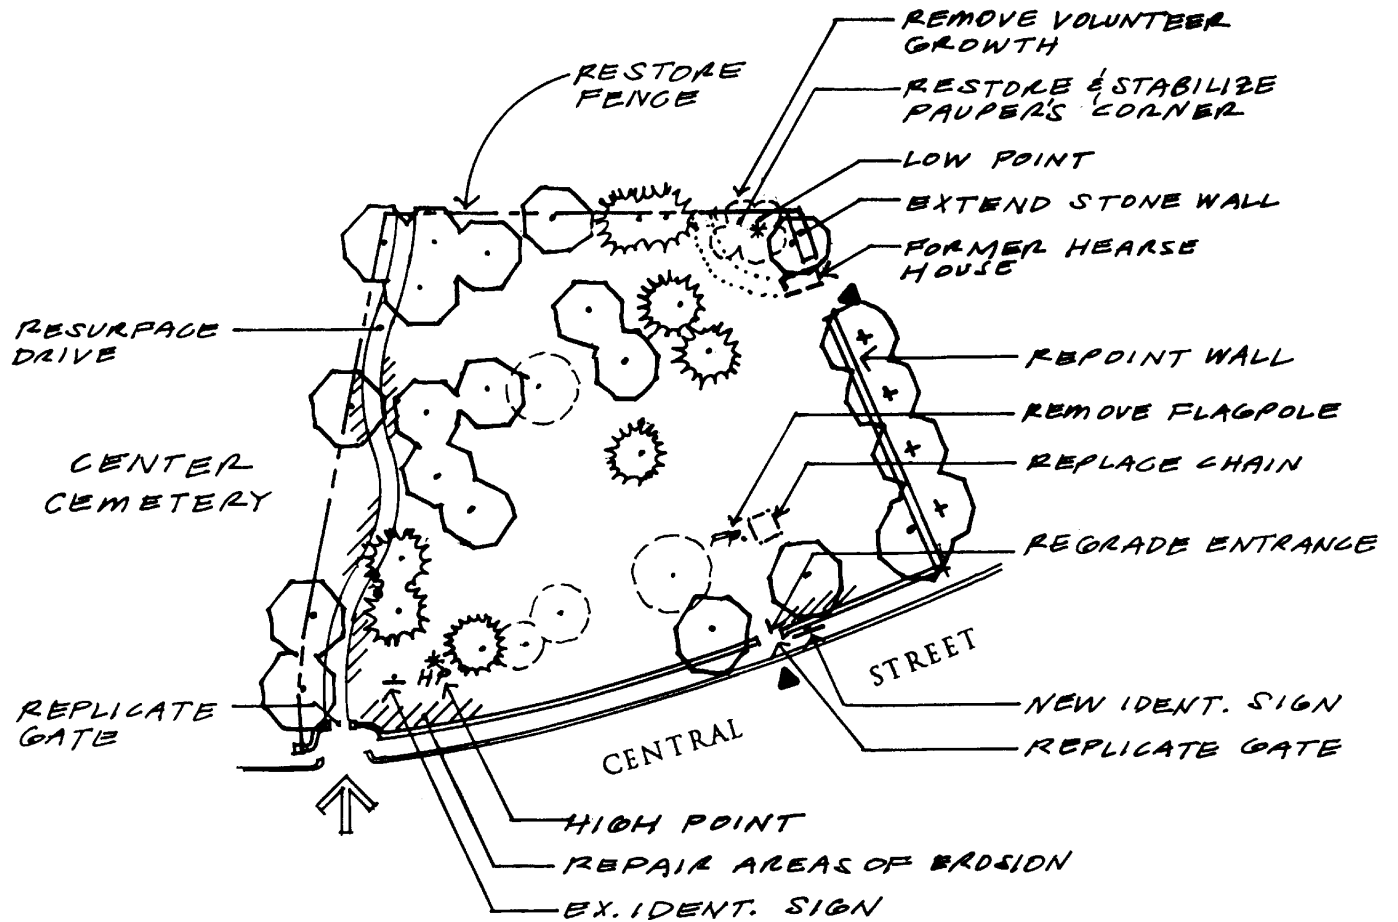 REMOVE VOLUNTEER
GROWTH
RESTORE
FENCE
RESTORE & STABILIZE
PAUPER'S CORNER
LOW POINT
EXTEND STONE WALL
FORMER HEARSE
HOUSE
RESURFACE
DRIVE
REPOINT WALL
REMOVE FLAGPOLE
CENTER
CEMETERY
REPLACE CHAIN
FP.
REGRADE ENTRANCE
STREET
HP
REPLICATE
GATE
NEW IDENT. SIGN
CENTRAL
REPLICATE GATE
HIGH POINT
REPAIR AREAS OF EROSION
EX. IDENT. SIGN